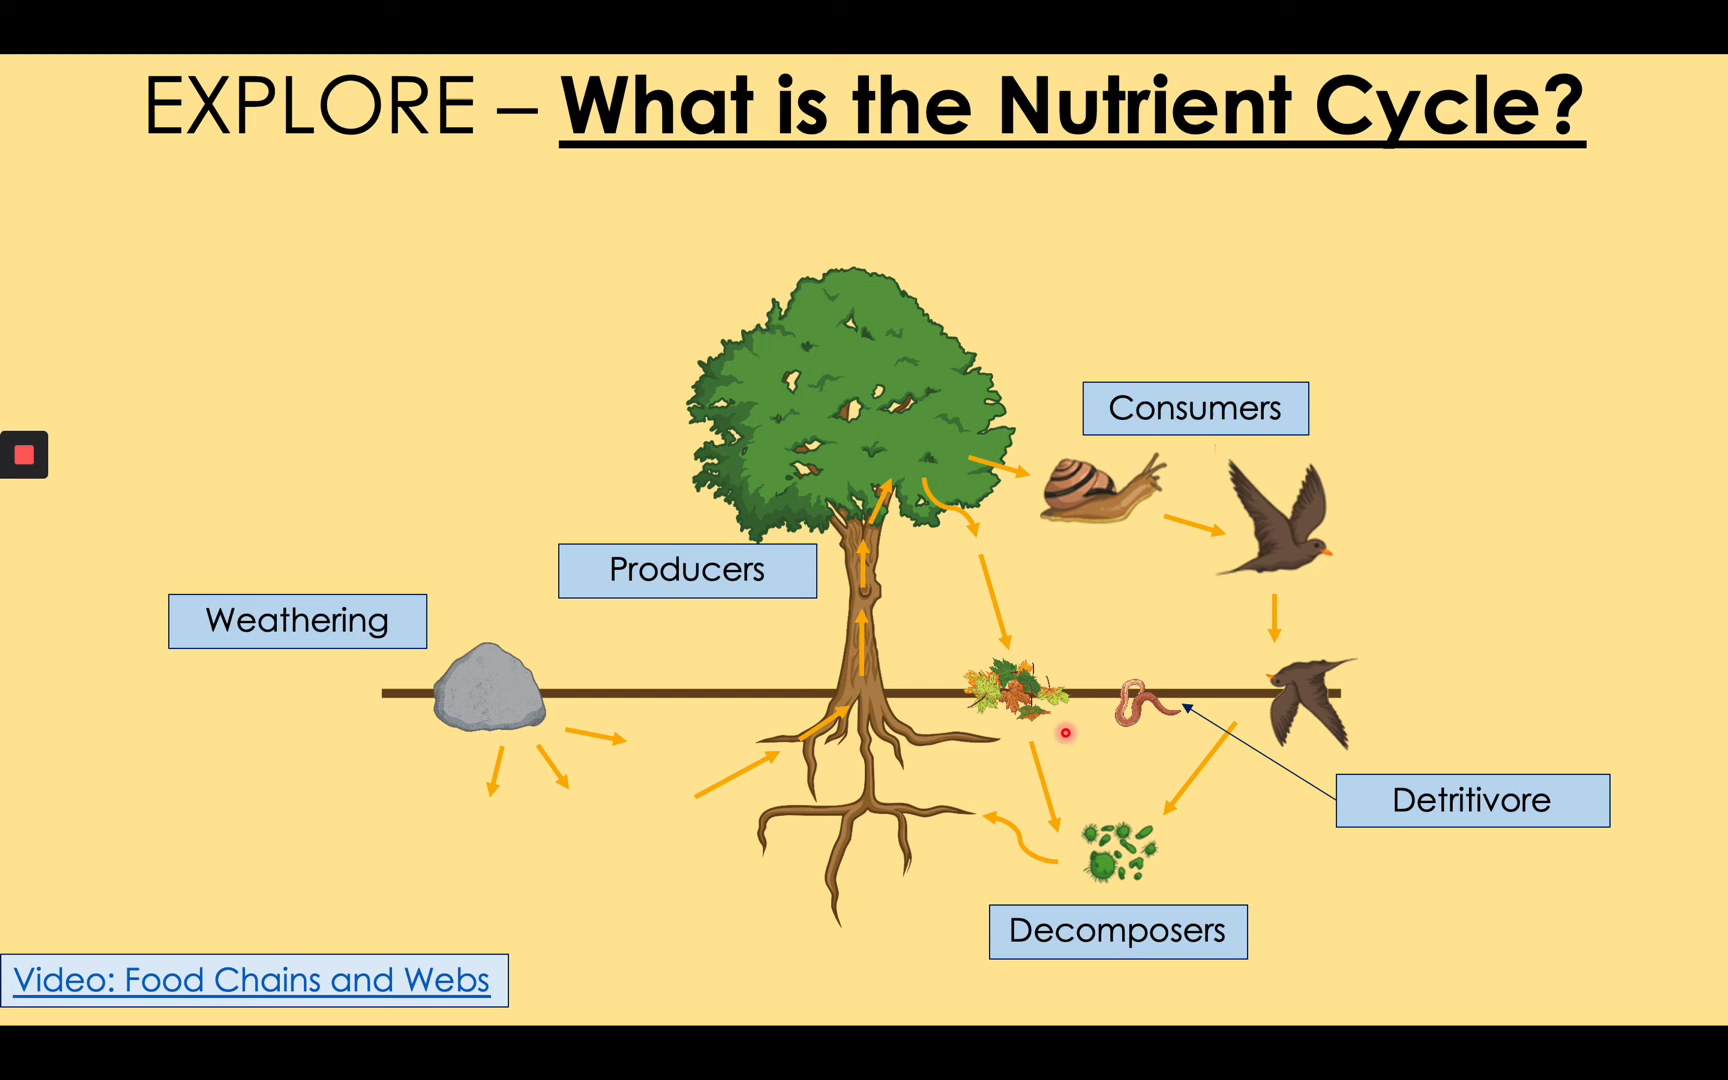 EXPLORE – What is the Nutrient Cycle?
Consumers
Producers
Weathering
Detritivore
Decomposers
Video: Food Chains and Webs